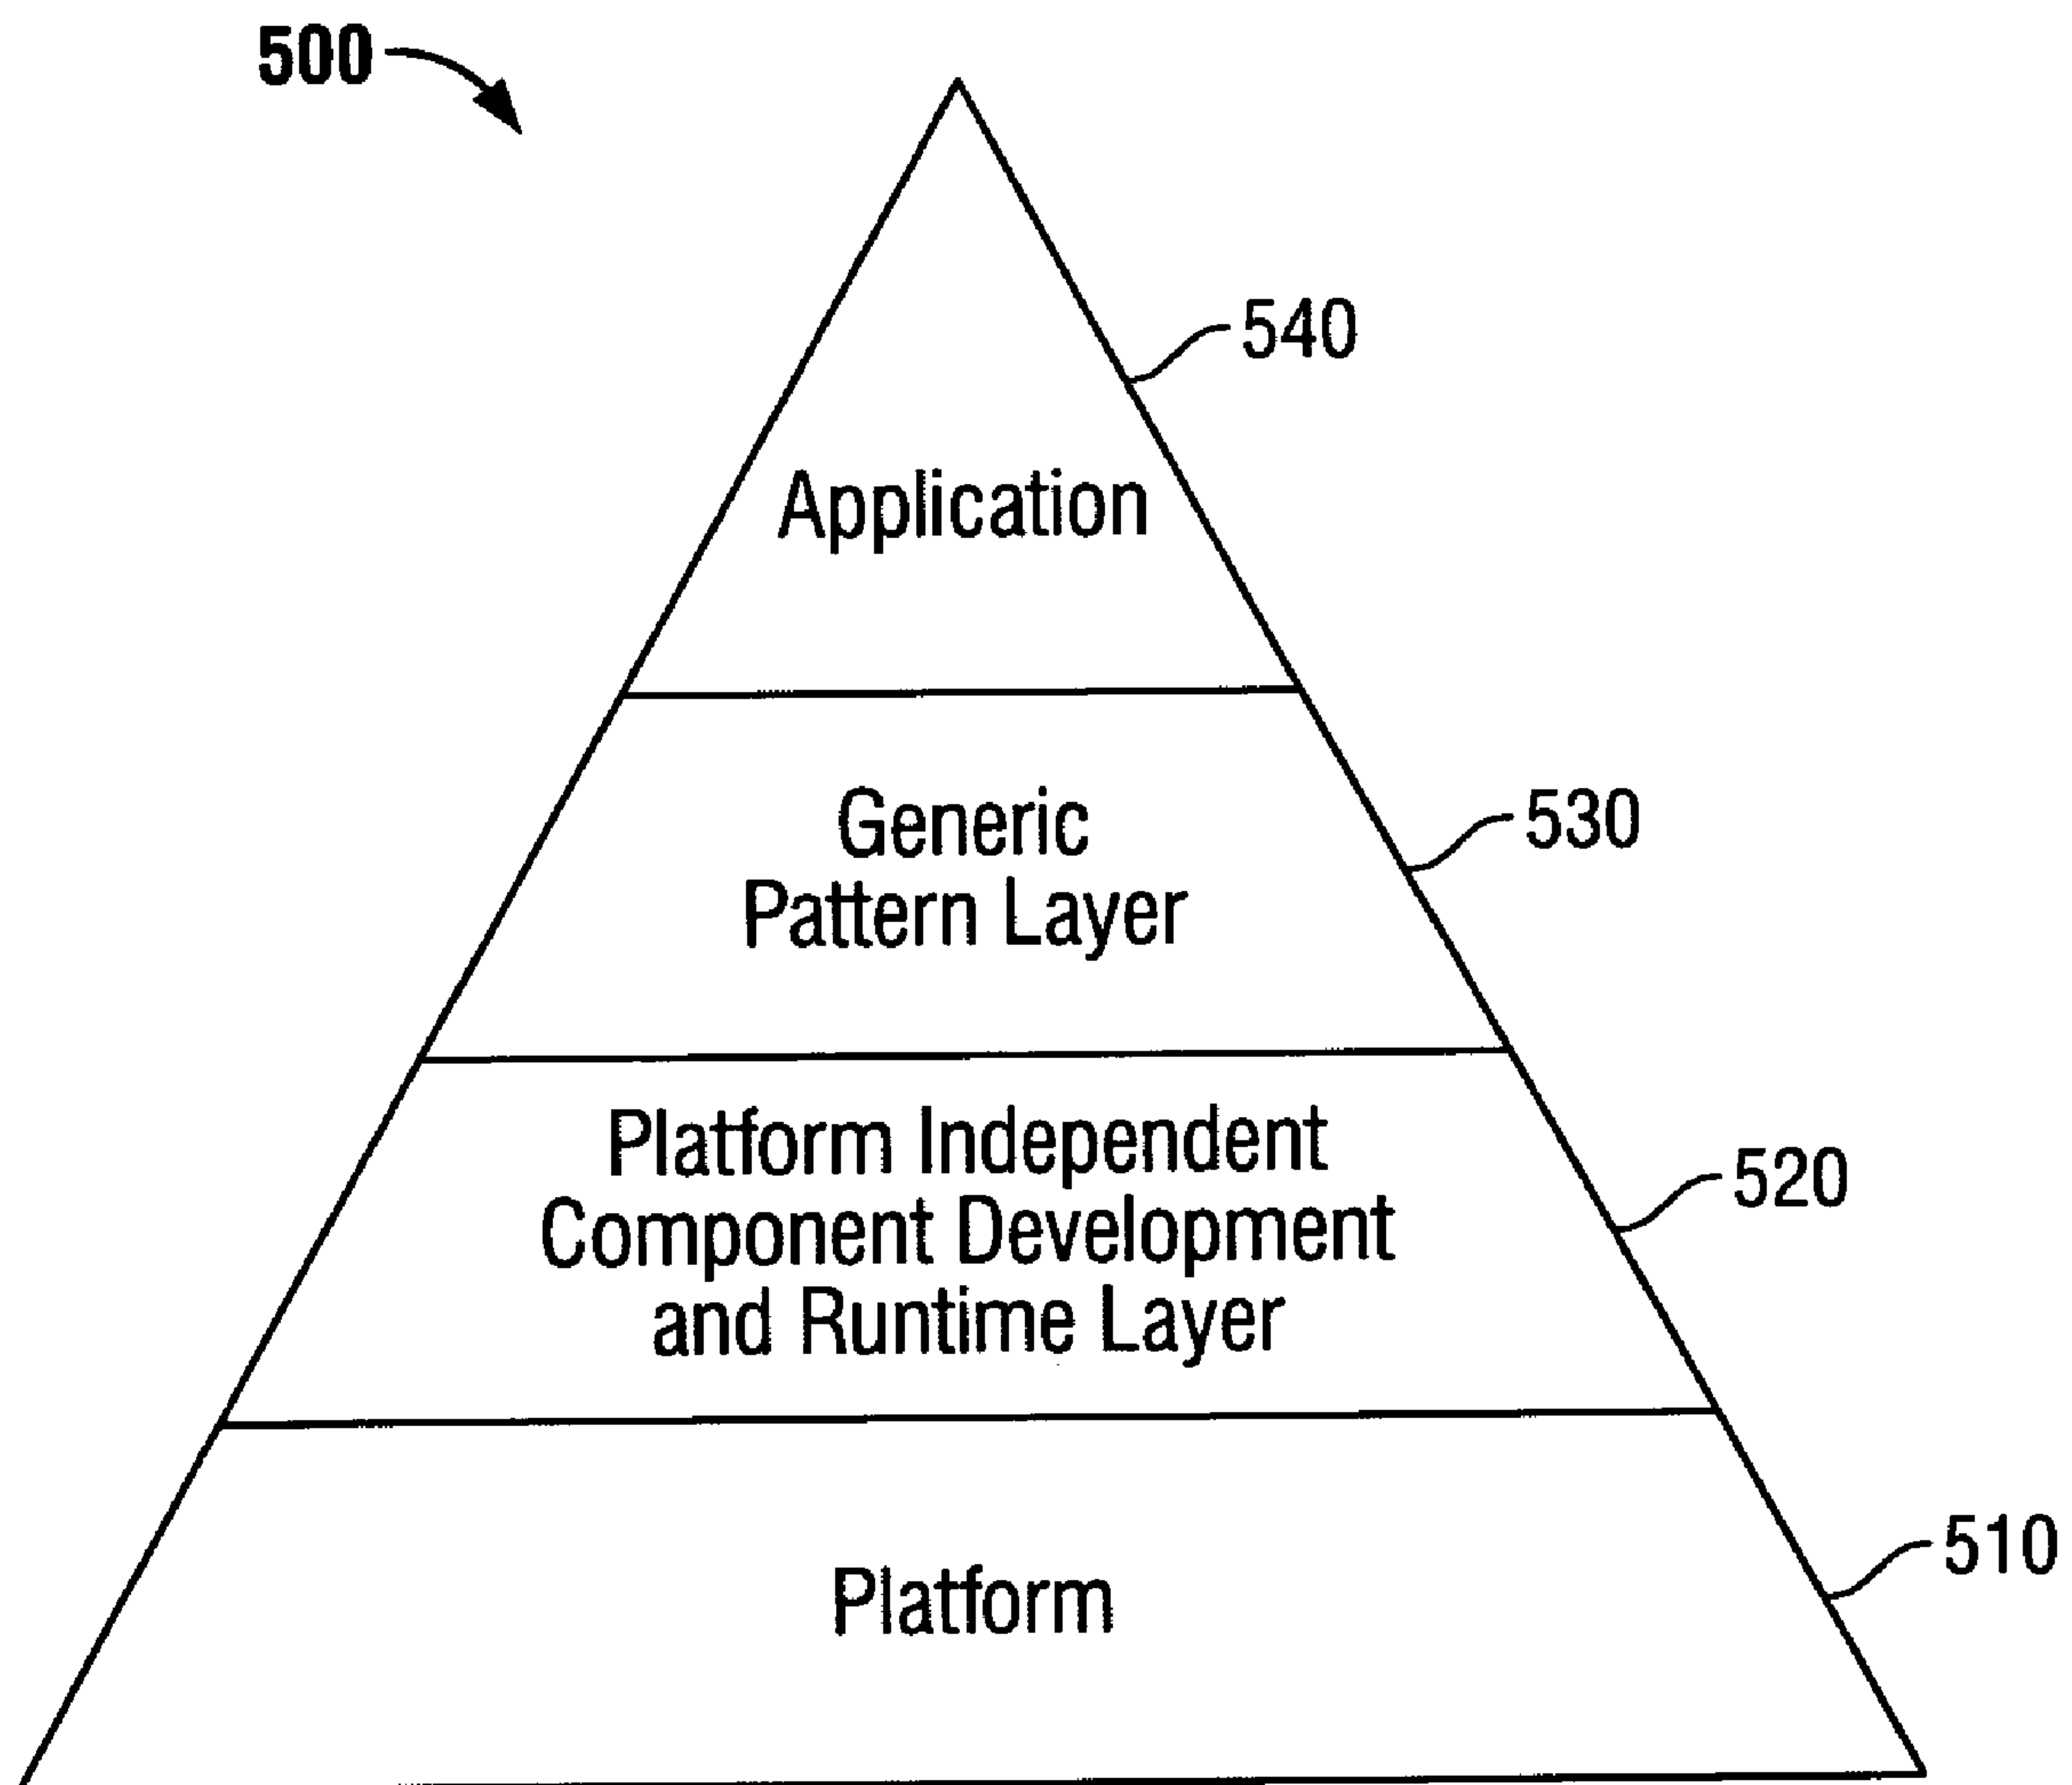 500
540
Application
Generic
Pattern Layer
530
Platform Independent
Component Development
and Runtime Layer
520
Platform
510